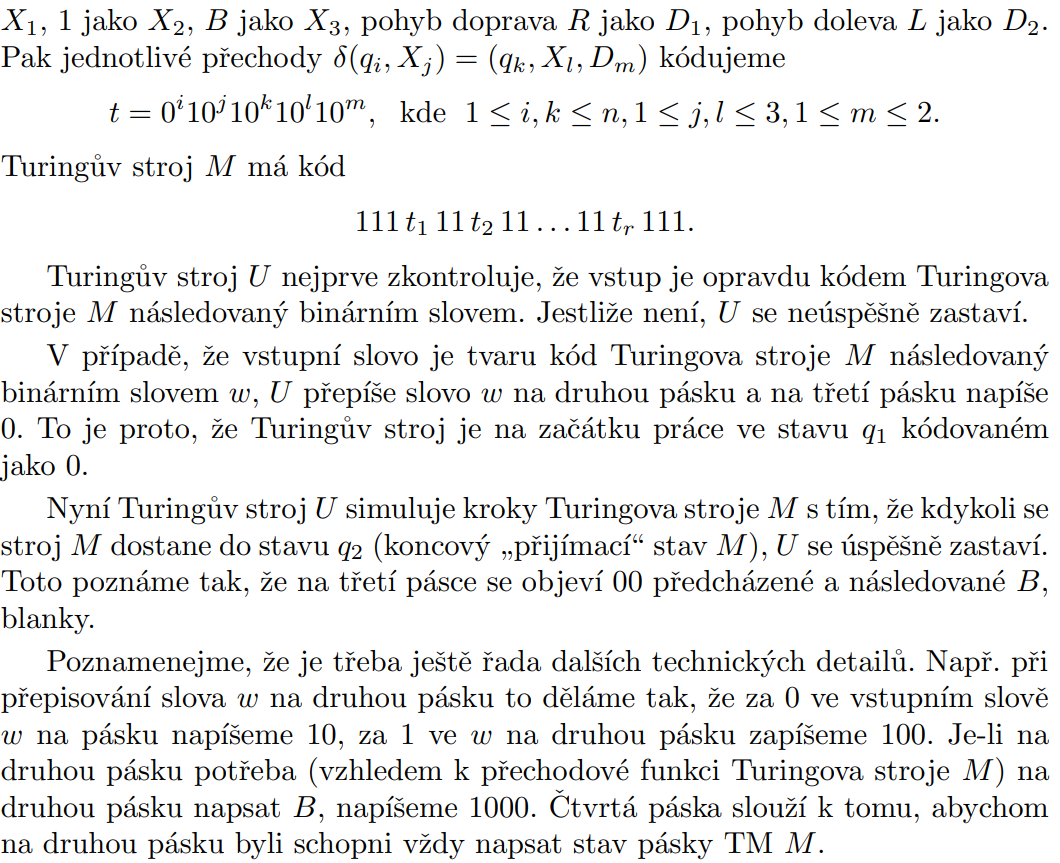 X₁, 1 jako X₂, B jako X₃, pohyb doprava R jako D₁, pohyb doleva L jako D₂.
Pak jednotlivé přechody δ(qᵢ, Xⱼ) = (qₖ, Xₗ, Dₘ) kódujeme
t = 0ⁱ10ʲ10ᵏ10ˡ10ᵐ, kde 1 ≤ i, k ≤ n, 1 ≤ j, l ≤ 3, 1 ≤ m ≤ 2.
Turingův stroj M má kód
111 t₁ 11 t₂ 11 … 11 tᵣ 111.
Turingův stroj U nejprve zkontroluje, že vstup je opravdu kódem Turingova
stroje M následovaný binárním slovem. Jestliže není, U se neúspěšně zastaví.
V případě, že vstupní slovo je tvaru kód Turingova stroje M následovaný
binárním slovem w, U přepíše slovo w na druhou pásku a na třetí pásku napíše
0. To je proto, že Turingův stroj je na začátku práce ve stavu q₁ kódovaném
jako 0.
Nyní Turingův stroj U simuluje kroky Turingova stroje M s tím, že kdykoli se
stroj M dostane do stavu q₂ (koncový „přijímací“ stav M), U se úspěšně zastaví.
Toto poznáme tak, že na třetí pásce se objeví 00 předcházené a následované B,
blanky.
Poznamenejme, že je třeba ještě řada dalších technických detailů. Např. při
přepisování slova w na druhou pásku to děláme tak, že za 0 ve vstupním slově
w na pásku napíšeme 10, za 1 ve w na druhou pásku zapíšeme 100. Je-li na
druhou pásku potřeba (vzhledem k přechodové funkci Turingova stroje M) na
druhou pásku napsat B, napíšeme 1000. Čtvrtá páska slouží k tomu, abychom
na druhou pásku byli schopni vždy napsat stav pásky TM M.